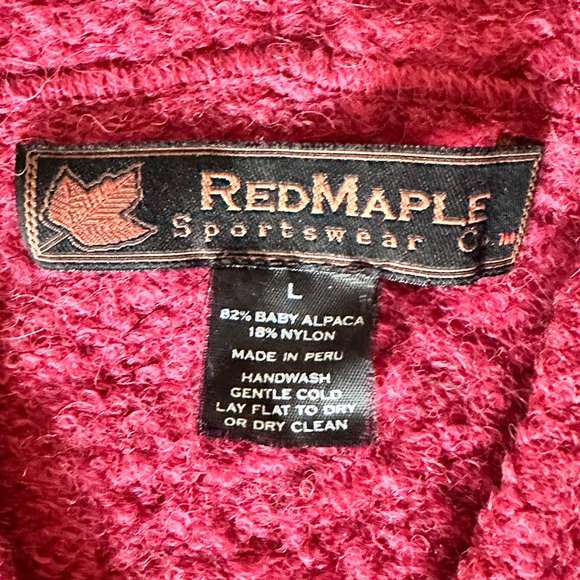 REDMAPLE
Sportswear Co.™
L
82% BABY ALPACA
18% NYLON
MADE IN PERU
HANDWASH
GENTLE COLD
LAY FLAT TO DRY
OR DRY CLEAN